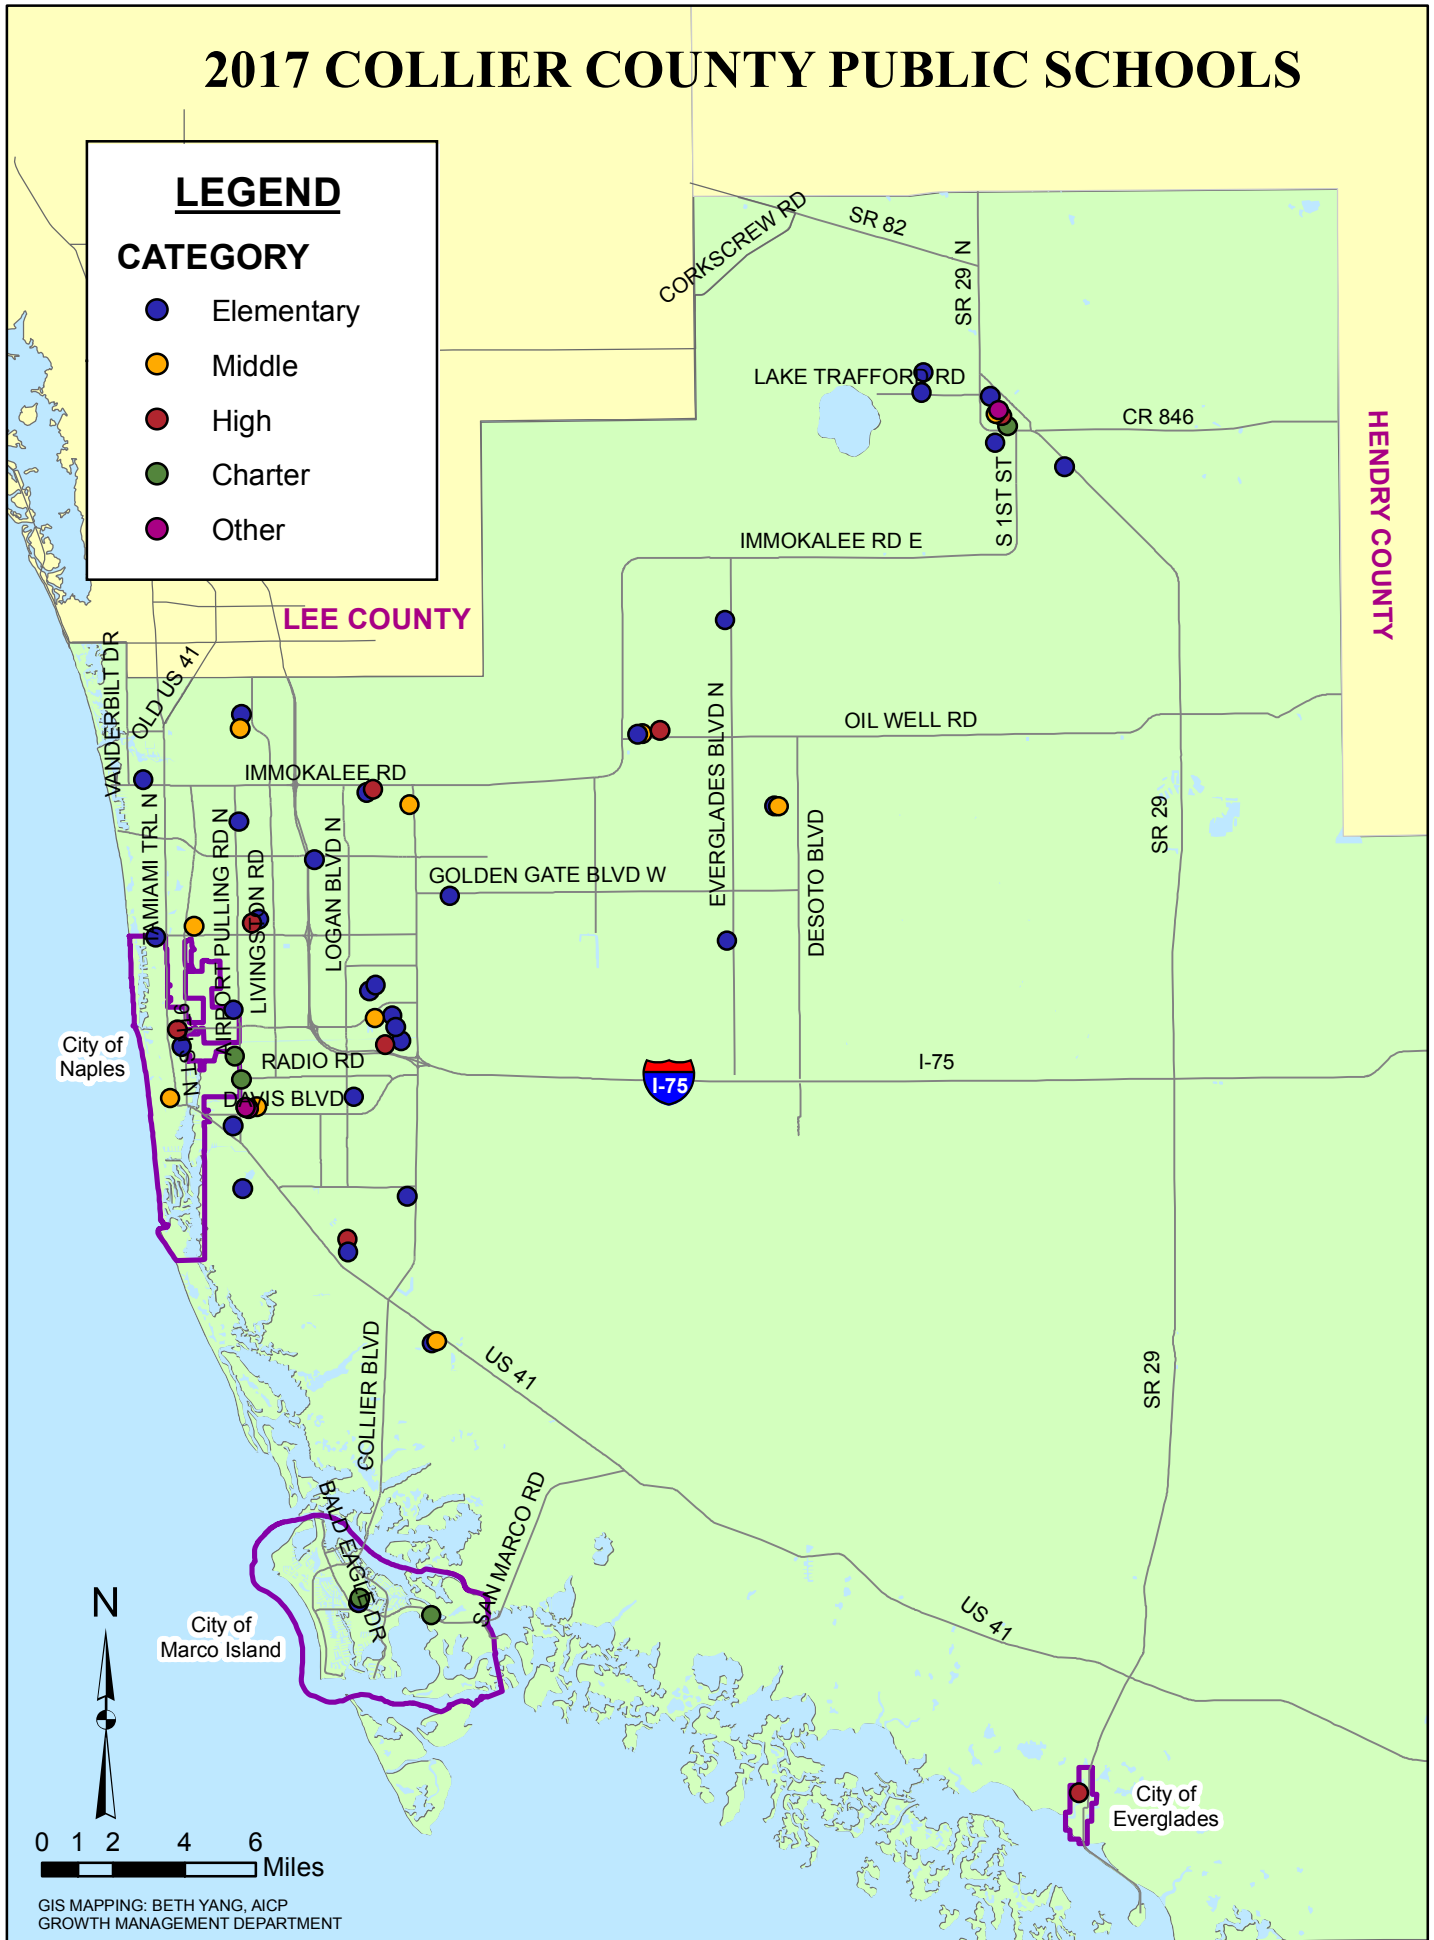 2017 COLLIER COUNTY PUBLIC SCHOOLS
LEGEND
CATEGORY
Elementary
Middle
High
Charter
Other
CORKSCREW RD
SR 82
SR 29 N
LAKE TRAFFORD RD
CR 846
HENDRY COUNTY
S 1ST ST
IMMOKALEE RD E
LEE COUNTY
VANDERBILT DR
OLD US 41
EVERGLADES BLVD N
OIL WELL RD
IMMOKALEE RD
TAMIAMI TRL N
AIRPORT PULLING RD N
LIVINGSTON RD
LOGAN BLVD N
GOLDEN GATE BLVD W
DESOTO BLVD
SR 29
9TH ST N
City of
Naples
RADIO RD
I-75
I-75
DAVIS BLVD
COLLIER BLVD
US 41
SR 29
BALD EAGLE DR
SAN MARCO RD
N
City of
Marco Island
US 41
City of
Everglades
0 1 2 4 6
Miles
GIS MAPPING: BETH YANG, AICP
GROWTH MANAGEMENT DEPARTMENT